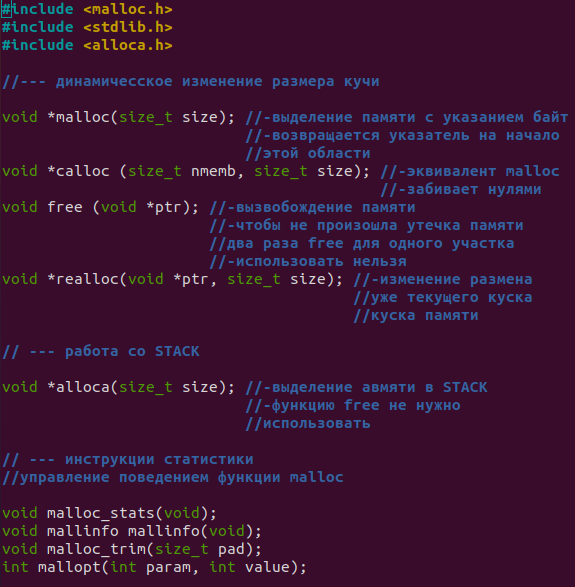 #include <malloc.h>
#include <stdlib.h>
#include <alloca.h>
//--- динамичесское изменение размера кучи
void *malloc(size_t size); //-выделение памяти с указанием байт
//-возвращается указатель на начало
//этой области
void *calloc (size_t nmemb, size_t size); //-эквивалент malloc
//-забивает нулями
void free (void *ptr); //-вызвобождение памяти
//-чтобы не произошла утечка памяти
//два раза free для одного участка
//-использовать нельзя
void *realloc(void *ptr, size_t size); //-изменение размена
//уже текущего куска
//куска памяти
// --- работа со STACK
void *alloca(size_t size); //-выделение авмяти в STACK
//-функцию free не нужно
//использовать
// --- инструкции статистики
//управление поведением функции malloc
void malloc_stats(void);
void mallinfo mallinfo(void);
void malloc_trim(size_t pad);
int mallopt(int param, int value);